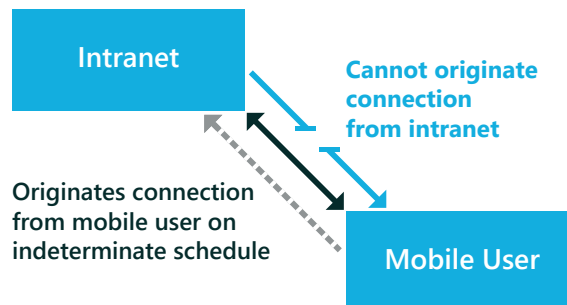 Intranet
Cannot originate
connection
from intranet
Originates connection
from mobile user on
indeterminate schedule
Mobile User